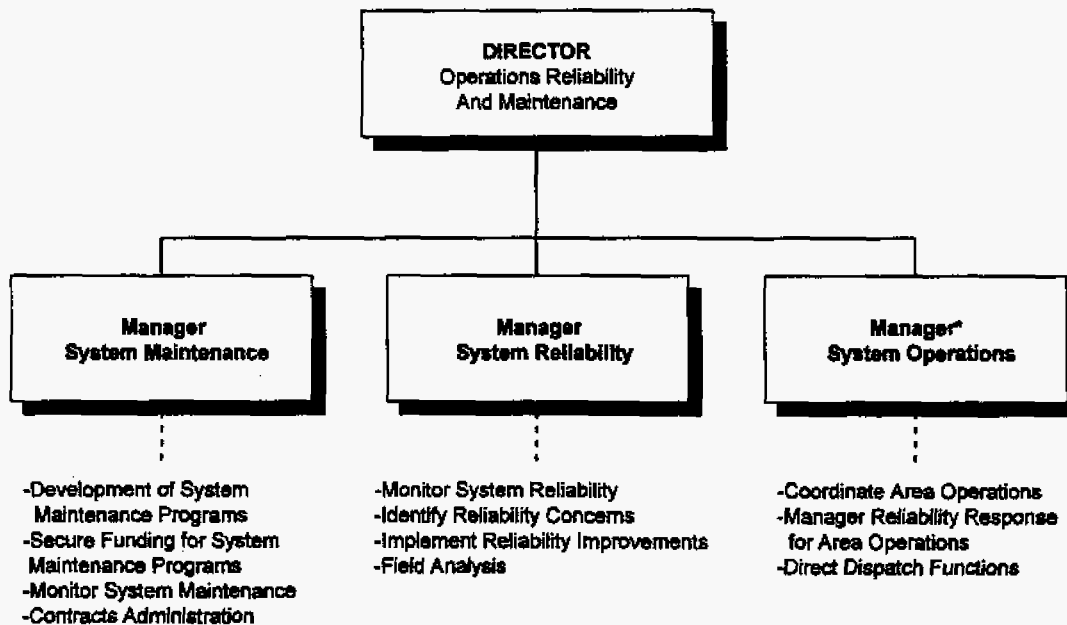 DIRECTOR
Operations Reliability
And Maintenance
Manager
System Maintenance
Manager
System Reliability
Manager*
System Operations
-Development of System
Maintenance Programs
-Secure Funding for System
Maintenance Programs
-Monitor System Maintenance
-Contracts Administration
-Monitor System Reliability
-Identify Reliability Concerns
-Implement Reliability Improvements
-Field Analysis
-Coordinate Area Operations
-Manager Reliability Response
for Area Operations
-Direct Dispatch Functions